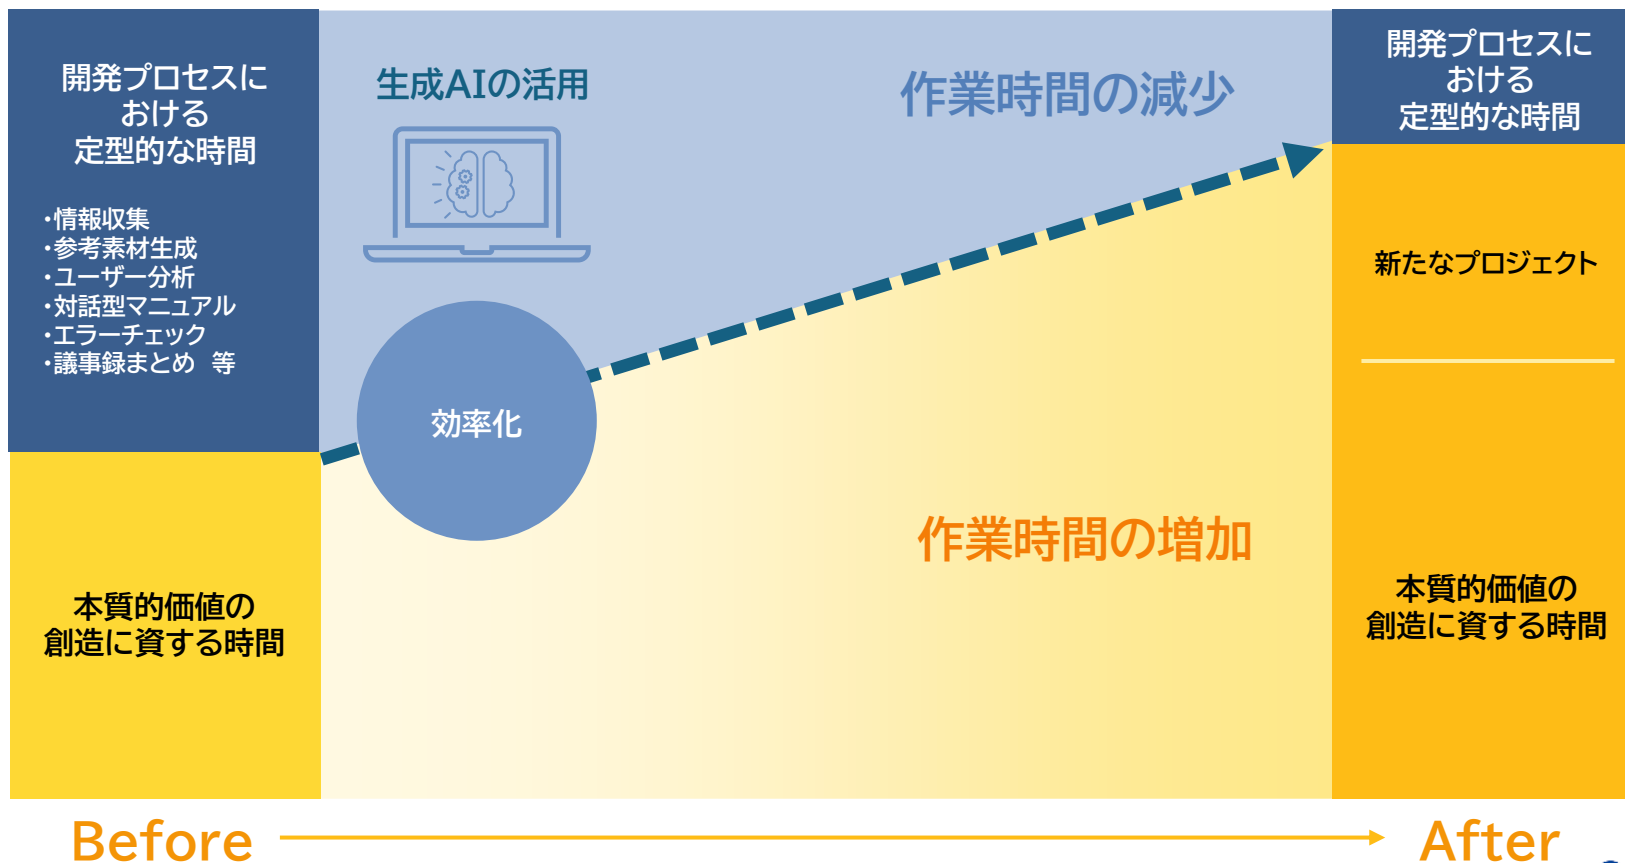 開発プロセスに
おける
定型的な時間
・情報収集
・参考素材生成
・ユーザー分析
・対話型マニュアル
・エラーチェック
・議事録まとめ　等
本質的価値の
創造に資する時間
生成AIの活用
効率化
作業時間の減少
作業時間の増加
開発プロセスに
おける
定型的な時間
新たなプロジェクト
本質的価値の
創造に資する時間
Before
After